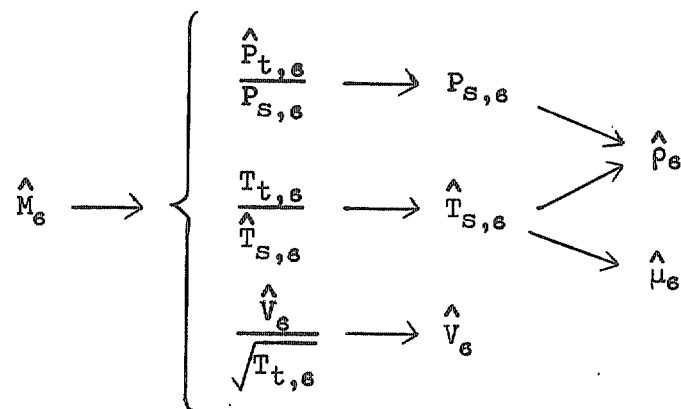 M̂₆ → { P̂t,₆ / Ps,₆ → Ps,₆
Tt,₆ / T̂s,₆ → T̂s,₆
V̂₆ / √Tt,₆ → V̂₆
ρ̂₆
μ̂₆